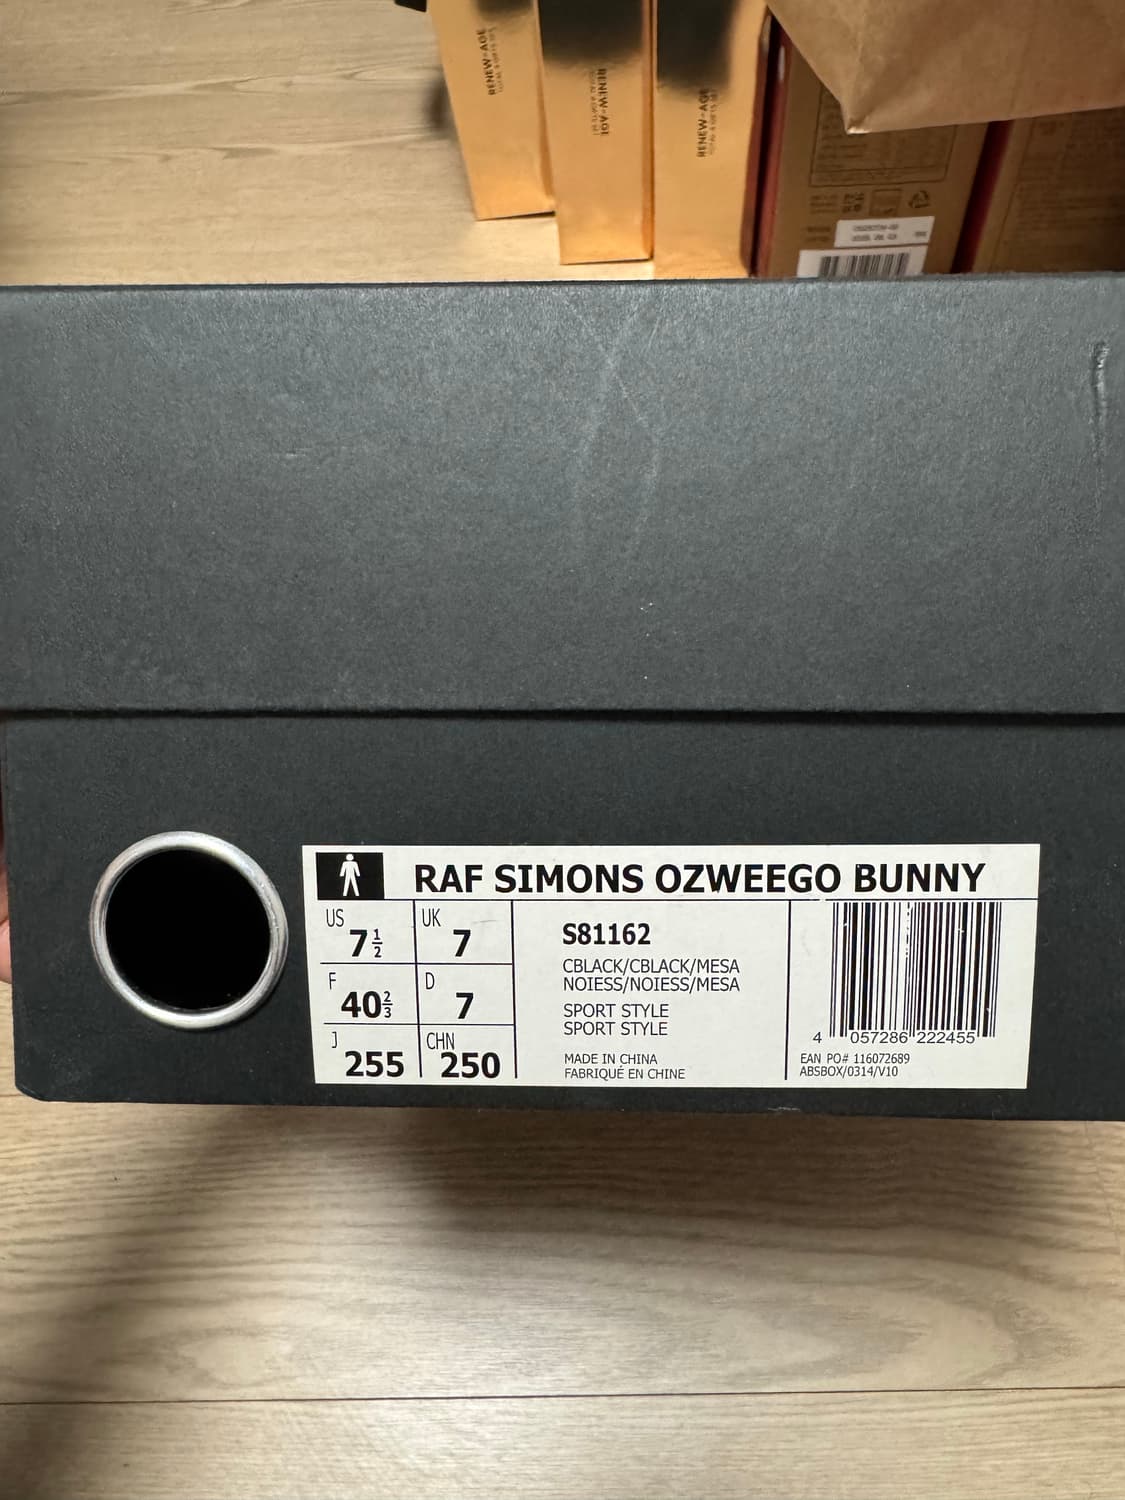 RENEW-AGE
RENEW-AGE
RENEW-AGE
RAF SIMONS OZWEEGO BUNNY
US 7½ UK 7
F 40⅔ D 7
J 255 CHN 250
S81162
CBLACK/CBLACK/MESA
NOIESS/NOIESS/MESA
SPORT STYLE
SPORT STYLE
MADE IN CHINA
FABRIQUÉ EN CHINE
4 057286 222455
EAN PO# 116072689
ABSBOX/0314/V10